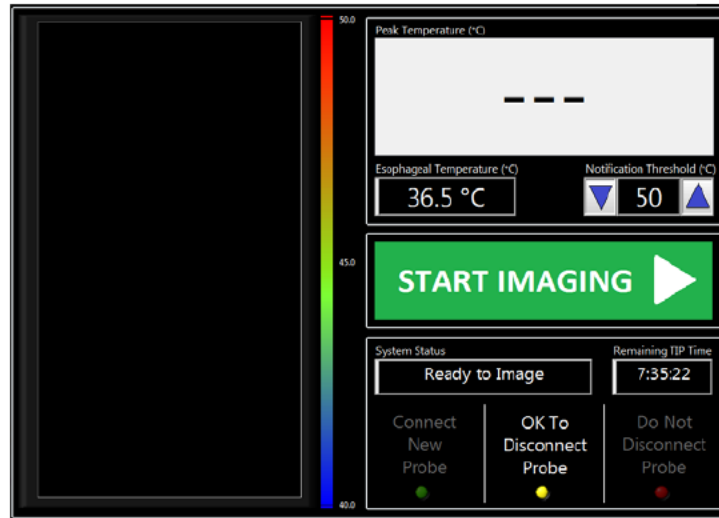 50.0
45.0
40.0
Peak Temperature (°C)
---
Esophageal Temperature (°C)
Notification Threshold (°C)
36.5 °C
50
START IMAGING
System Status
Remaining TIP Time
Ready to Image
7:35:22
Connect
New
Probe
OK To
Disconnect
Probe
Do Not
Disconnect
Probe